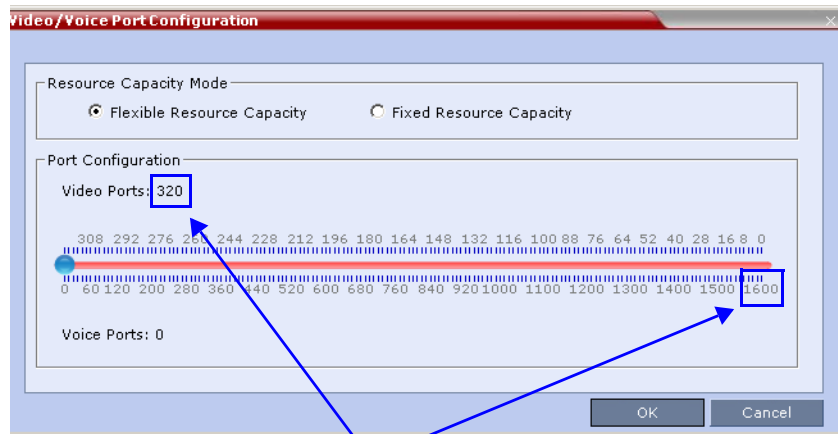 Video/Voice Port Configuration
Resource Capacity Mode
Flexible Resource Capacity Fixed Resource Capacity
Port Configuration
Video Ports: 320
308 292 276 260 244 228 212 196 180 164 148 132 116 100 88 76 64 52 40 28 16 8 0
0 60 120 200 280 360 440 520 600 680 760 840 920 1000 1100 1200 1300 1400 1500 1600
Voice Ports: 0
OK Cancel